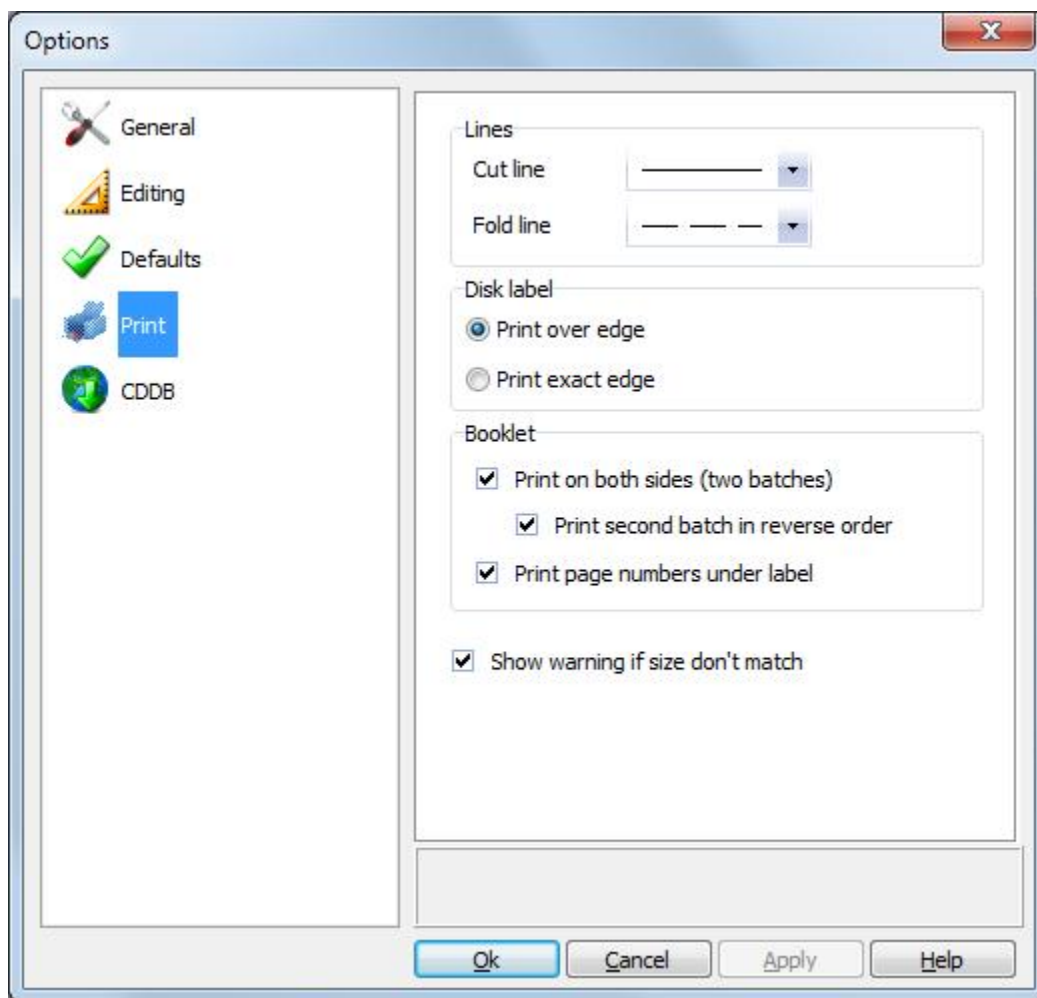 Options
General
Editing
Defaults
Print
CDDB
Lines
Cut line
Fold line
Disk label
Print over edge
Print exact edge
Booklet
Print on both sides (two batches)
Print second batch in reverse order
Print page numbers under label
Show warning if size don't match
Ok
Cancel
Apply
Help